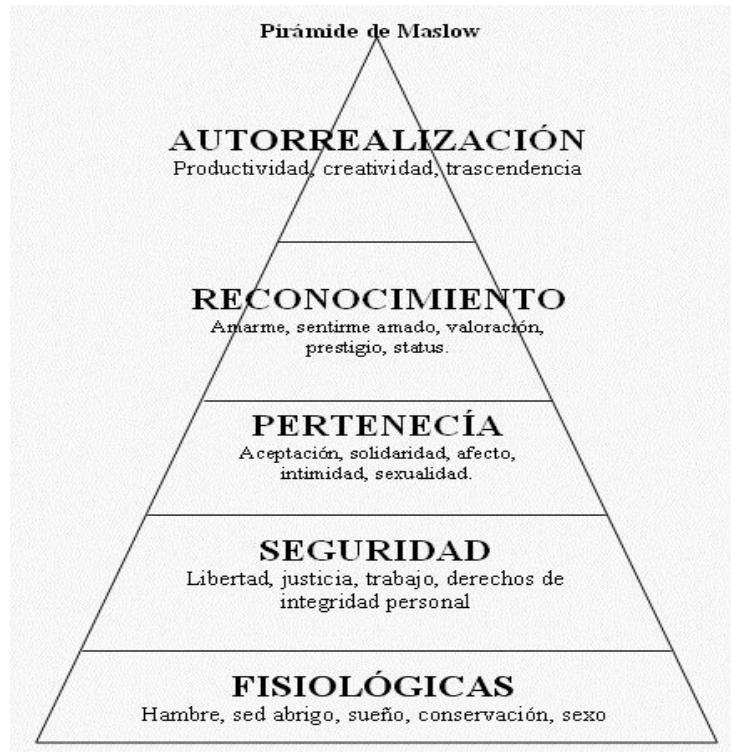 Pirámide de Maslow
AUTORREALIZACIÓN
Productividad, creatividad, trascendencia
RECONOCIMIENTO
Amarme, sentirme amado, valoración,
prestigio, status.
PERTENECÍA
Aceptación, solidaridad, afecto,
intimidad, sexualidad.
SEGURIDAD
Libertad, justicia, trabajo, derechos de
integridad personal
FISIOLÓGICAS
Hambre, sed abrigo, sueño, conservación, sexo